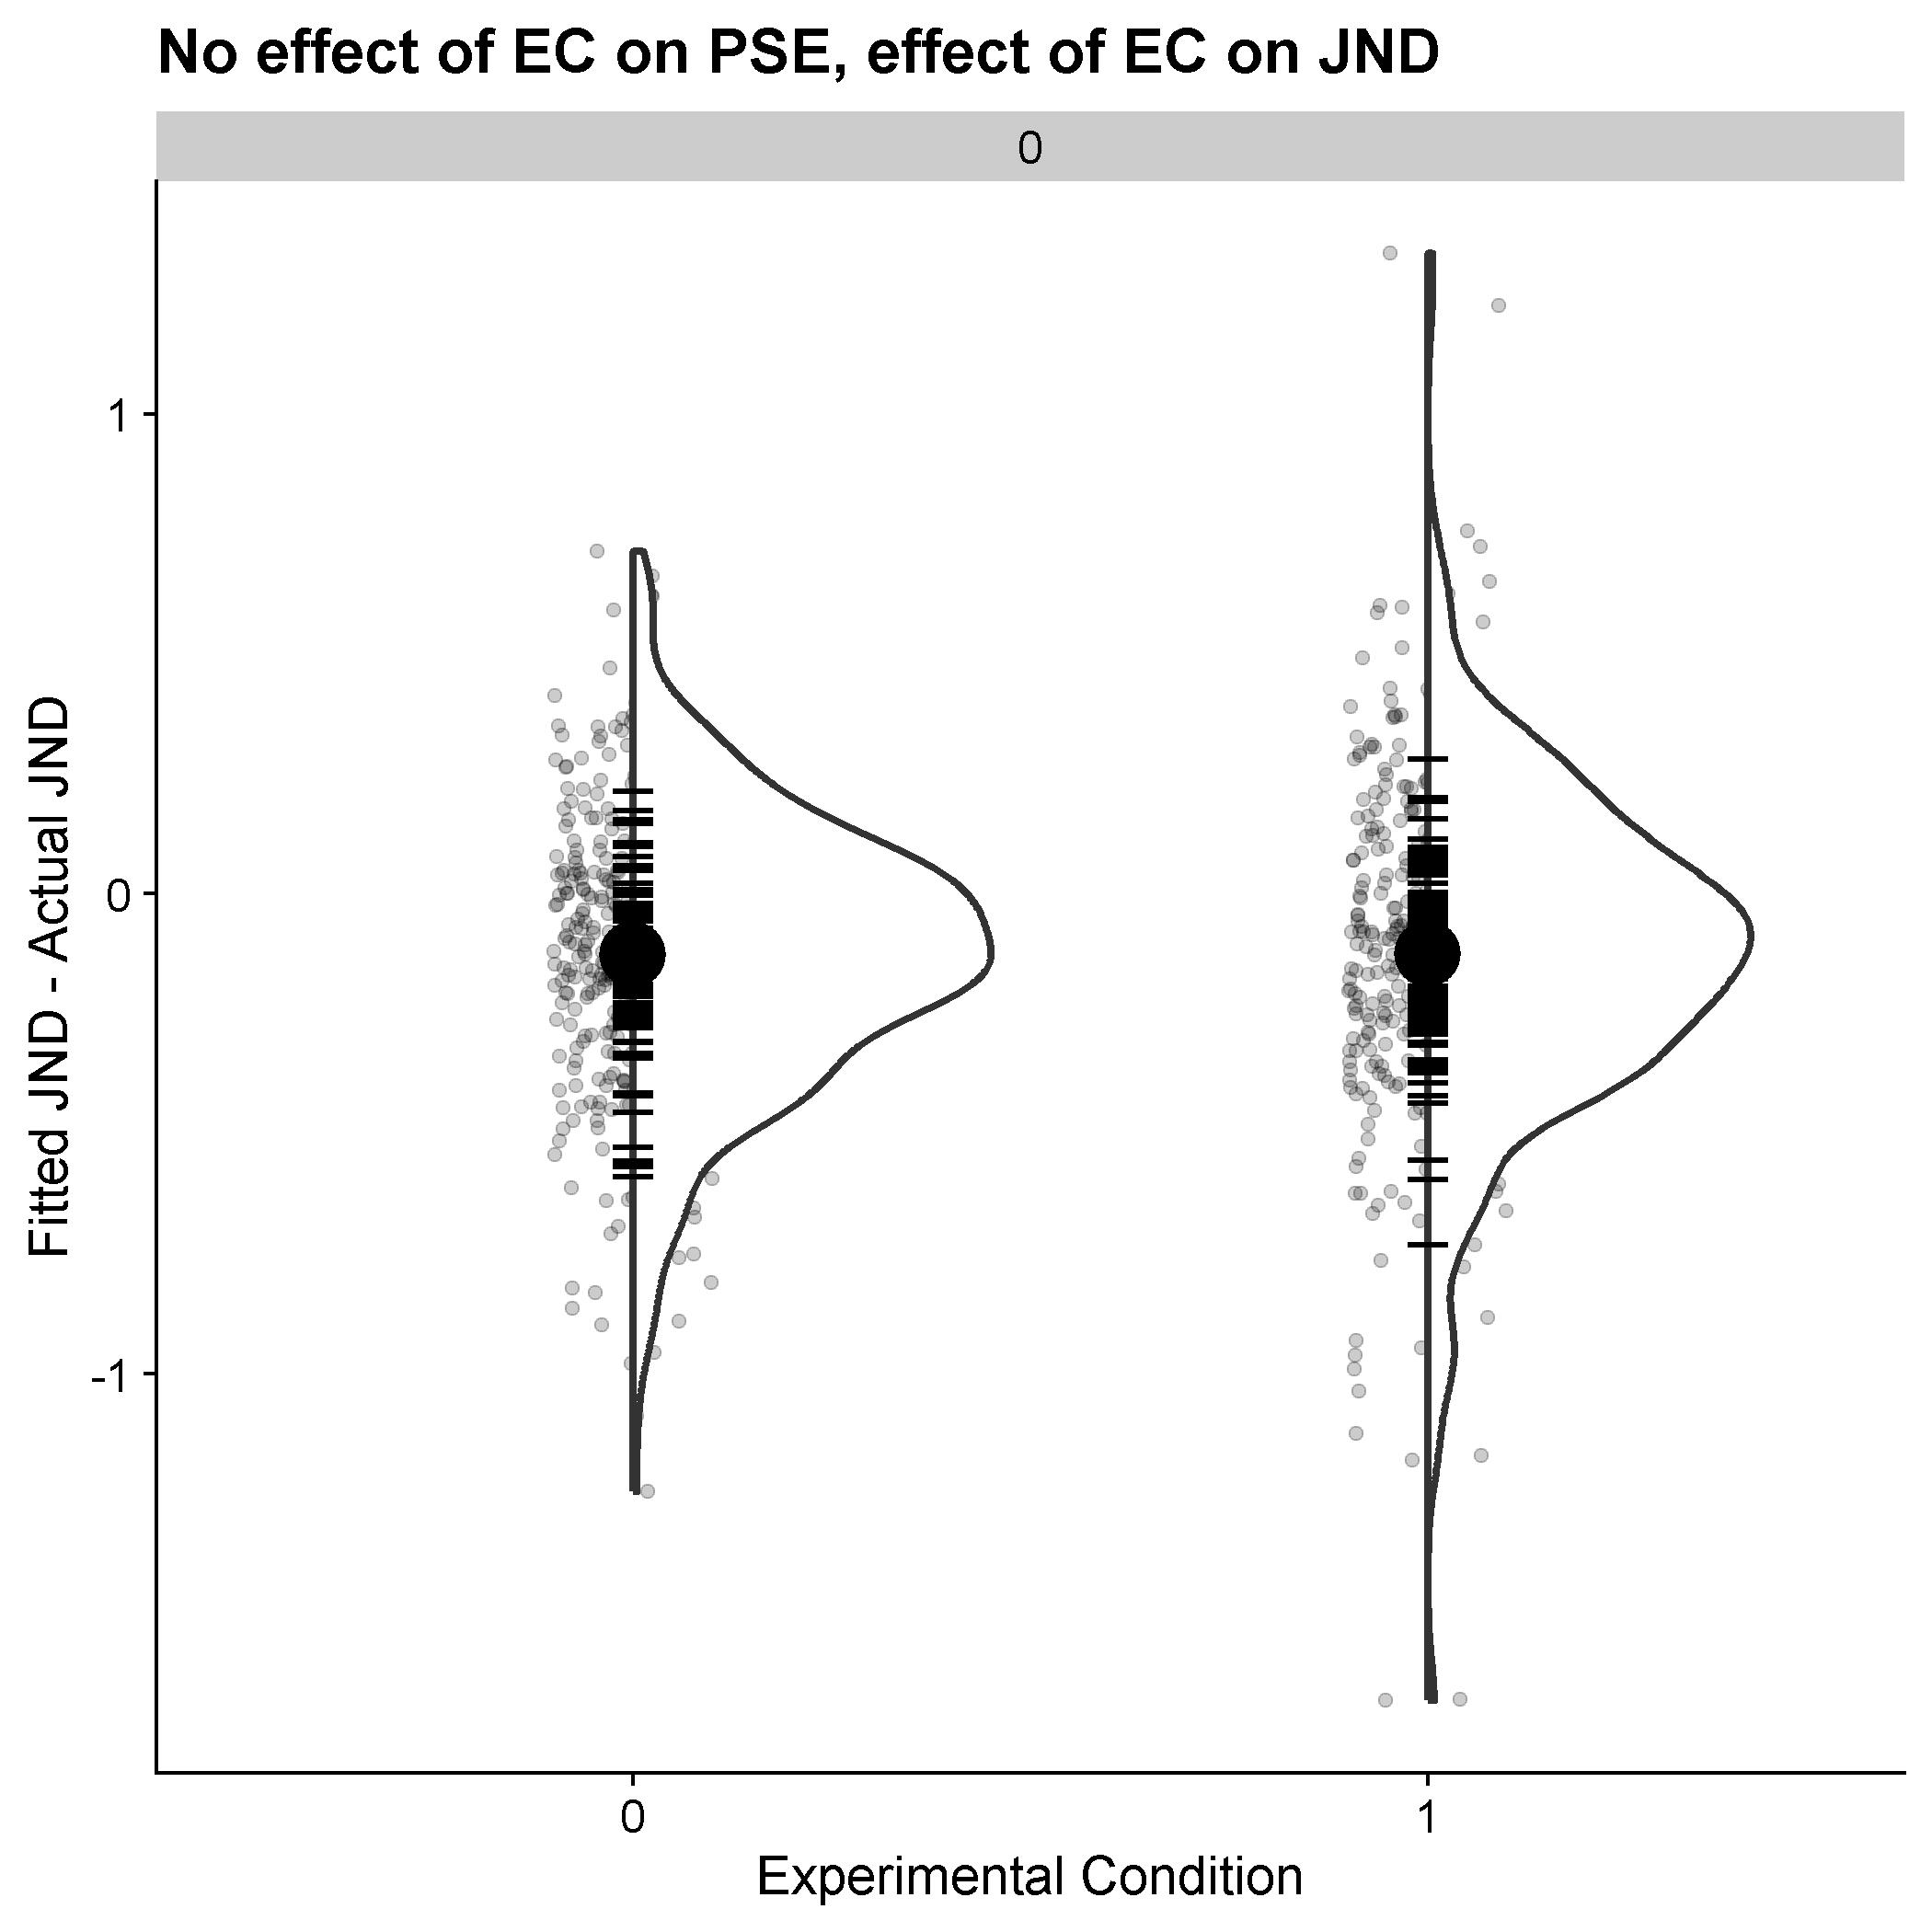 No effect of EC on PSE, effect of EC on JND
0
1
0
-1
Fitted JND - Actual JND
0
1
Experimental Condition